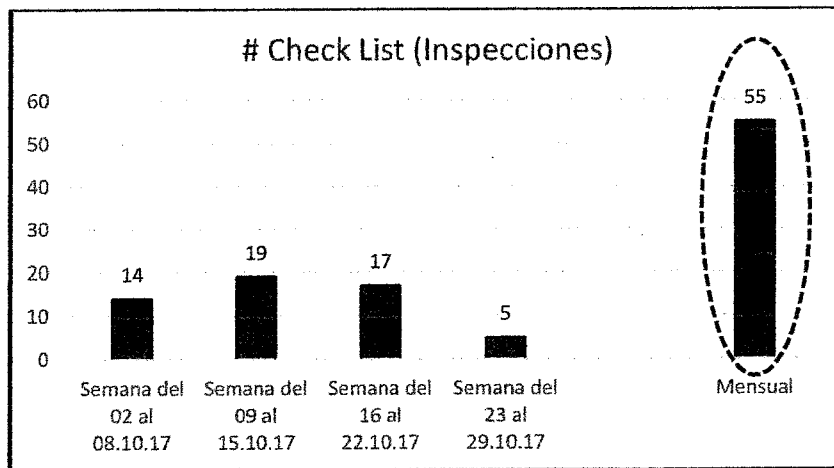 # Check List (Inspecciones)
60
50
40
30
20
10
0
14
19
17
5
55
Semana del
02 al
08.10.17
Semana del
09 al
15.10.17
Semana del
16 al
22.10.17
Semana del
23 al
29.10.17
Mensual